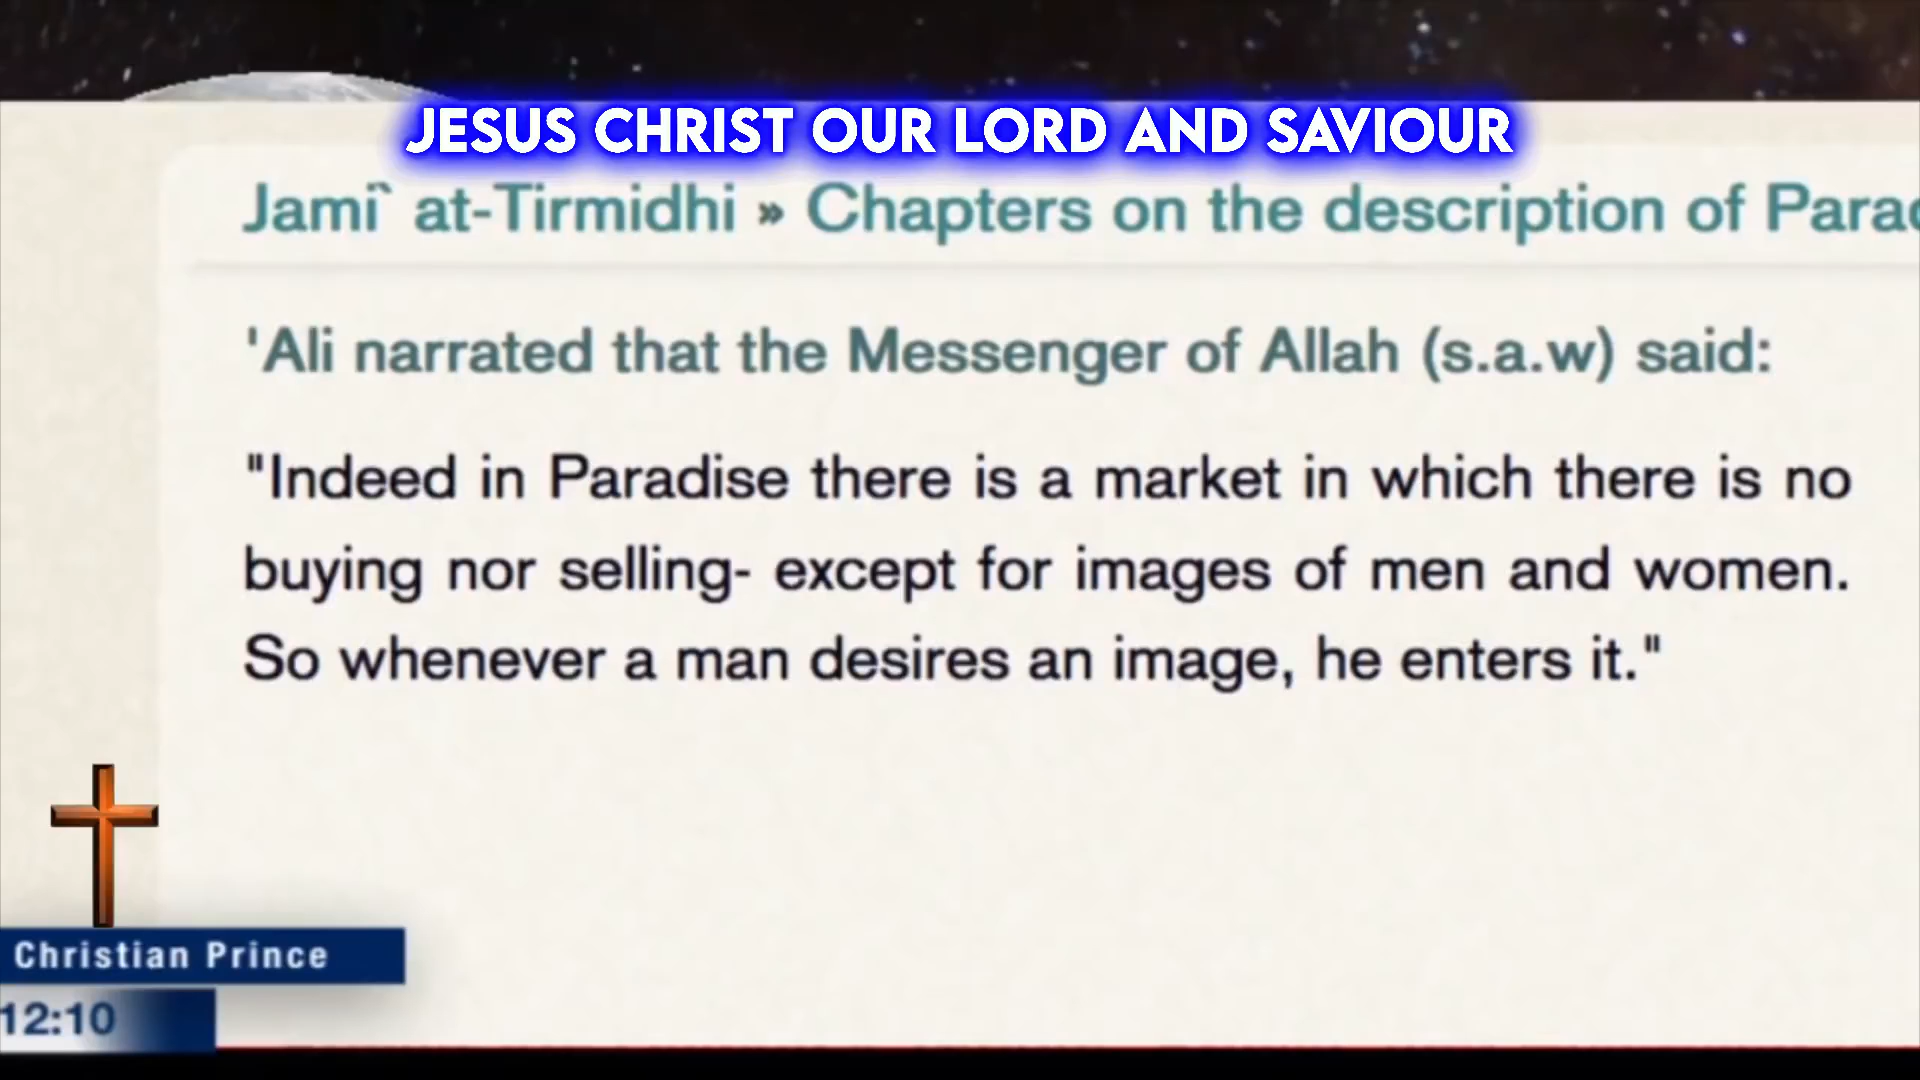 JESUS CHRIST OUR LORD AND SAVIOUR
Jami` at-Tirmidhi » Chapters on the description of Parad
'Ali narrated that the Messenger of Allah (s.a.w) said:
"Indeed in Paradise there is a market in which there is no
buying nor selling- except for images of men and women.
So whenever a man desires an image, he enters it."
Christian Prince
12:10